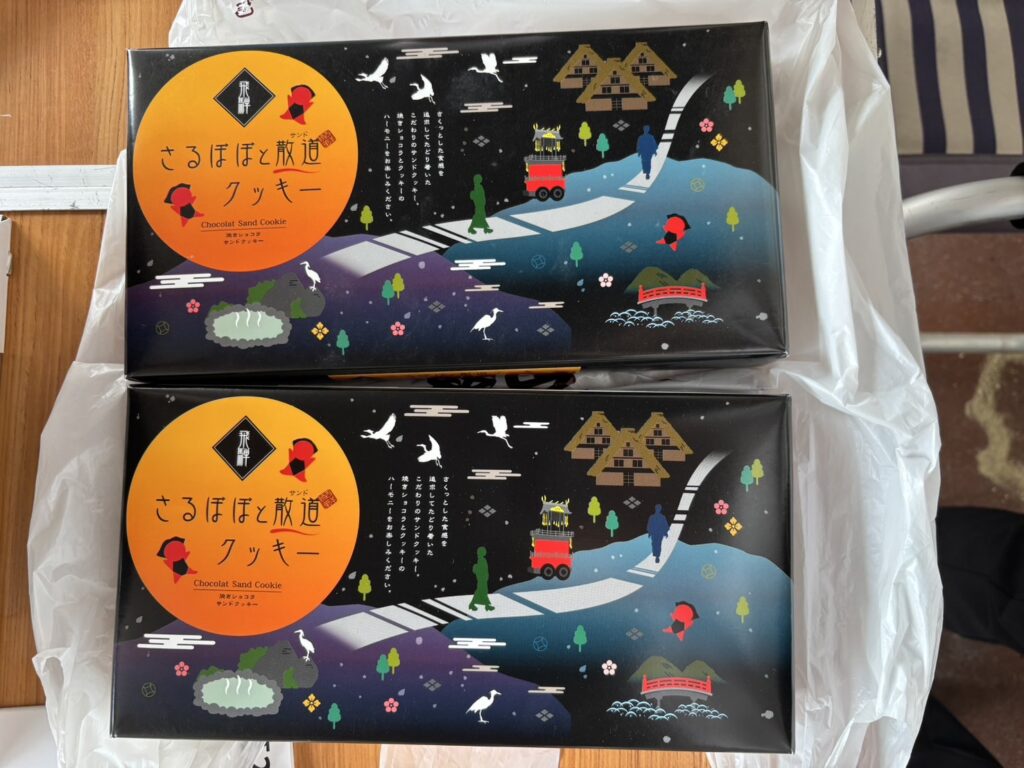 飛騨
さるぼぼと散道
サンド
クッキー
Chocolat Sand Cookie
焼きショコラ
サンドクッキー
さくっとした食感を
追求してたどり着いた
こだわりのサンドクッキー。
焼きショコラとクッキーの
ハーモニーをお楽しみください。
飛騨
さるぼぼと散道
サンド
クッキー
Chocolat Sand Cookie
焼きショコラ
サンドクッキー
さくっとした食感を
追求してたどり着いた
こだわりのサンドクッキー。
焼きショコラとクッキーの
ハーモニーをお楽しみください。